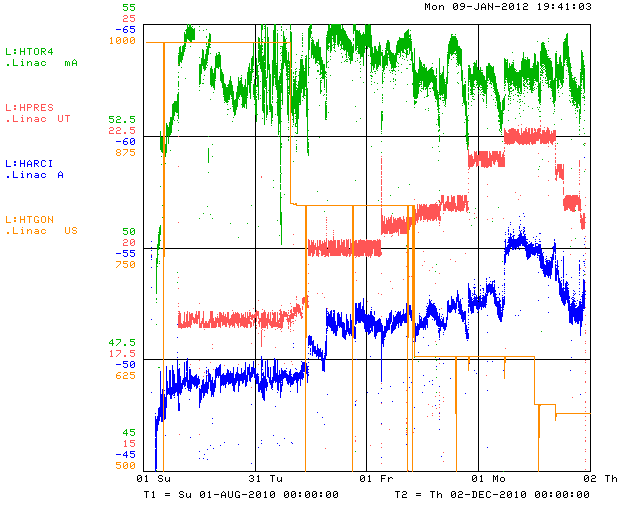 Mon 09-JAN-2012 19:41:03
55
25
-65
1000
L:HTOR4
.Linac mA
L:HPRES
.Linac UT
52.5
22.5
-60
875
L:HARCI
.Linac A
L:HTGON
.Linac US
50
20
-55
750
47.5
17.5
-50
625
45
15
-45
500
01 Su 31 Tu 01 Fr 01 Mo 02 Th
T1 = Su 01-AUG-2010 00:00:00 T2 = Th 02-DEC-2010 00:00:00